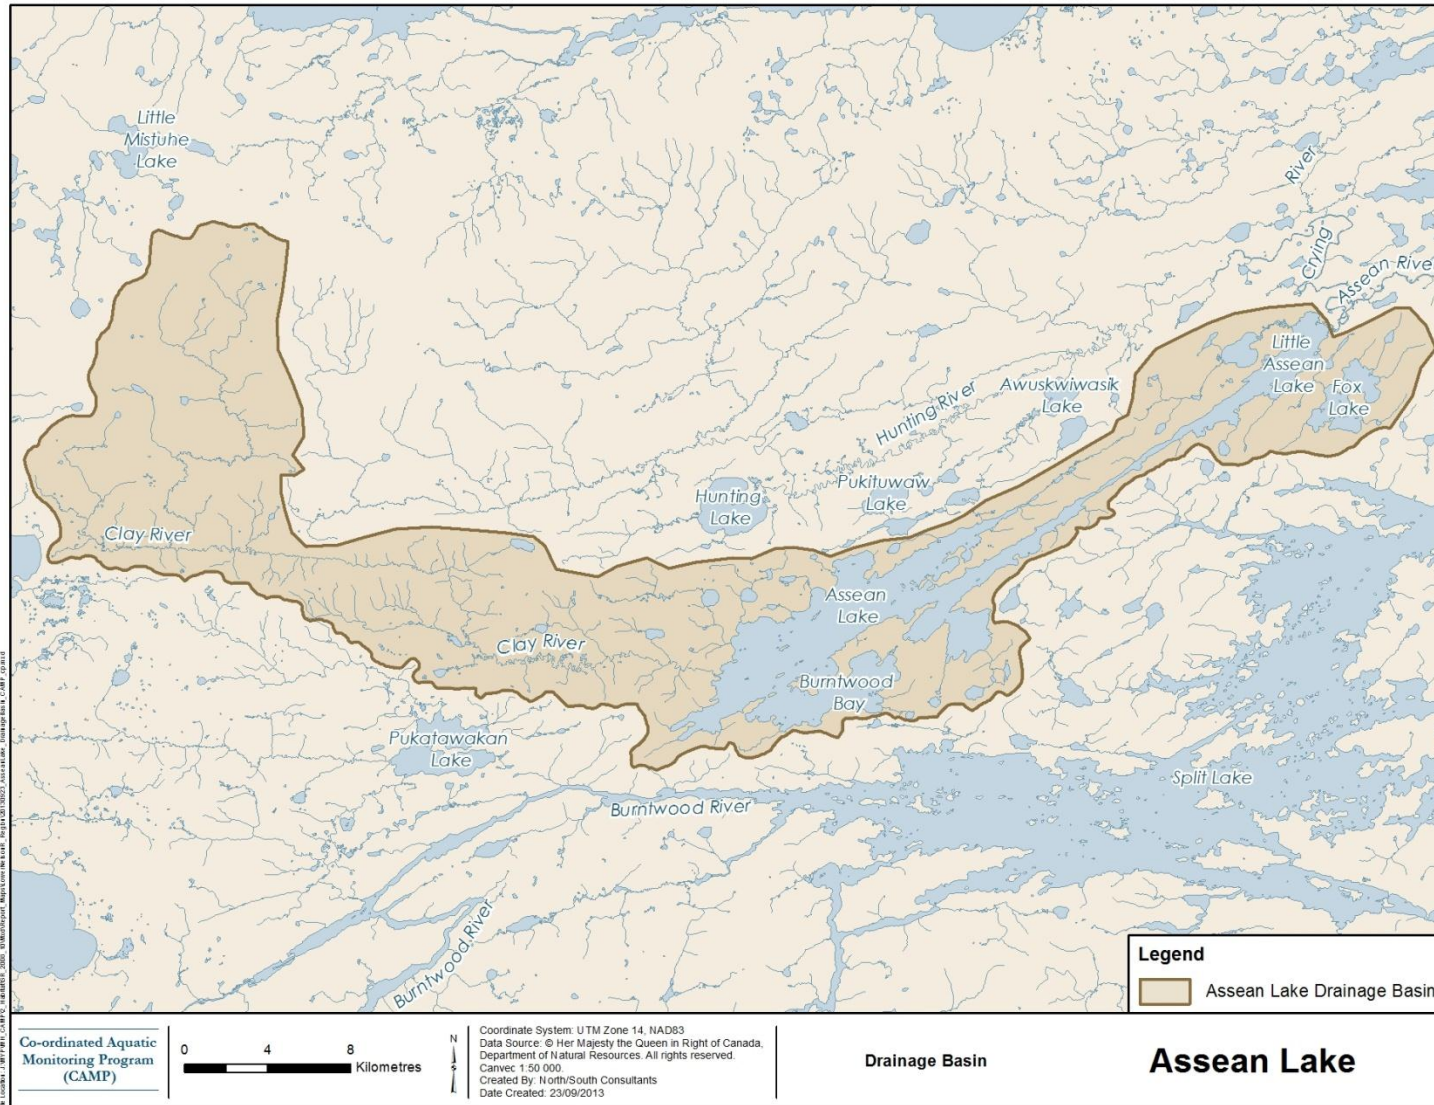 Little
Mistuhe
Lake
River
Crying
Assean River
Little
Assean
Lake
Fox
Lake
Awuskwiwasik
Lake
Hunting River
Pukituwaw
Lake
Hunting
Lake
Clay River
Assean
Lake
Clay River
Burntwood
Bay
Pukatawakan
Lake
Split Lake
Burntwood River
Burntwood River
Legend
Assean Lake Drainage Basin
Co-ordinated Aquatic
Monitoring Program
(CAMP)
0 4 8
Kilometres
N
Coordinate System: UTM Zone 14, NAD83
Data Source: © Her Majesty the Queen in Right of Canada,
Department of Natural Resources. All rights reserved.
Canvec 1:50 000.
Created By: North/South Consultants
Date Created: 23/09/2013
Drainage Basin
Assean Lake